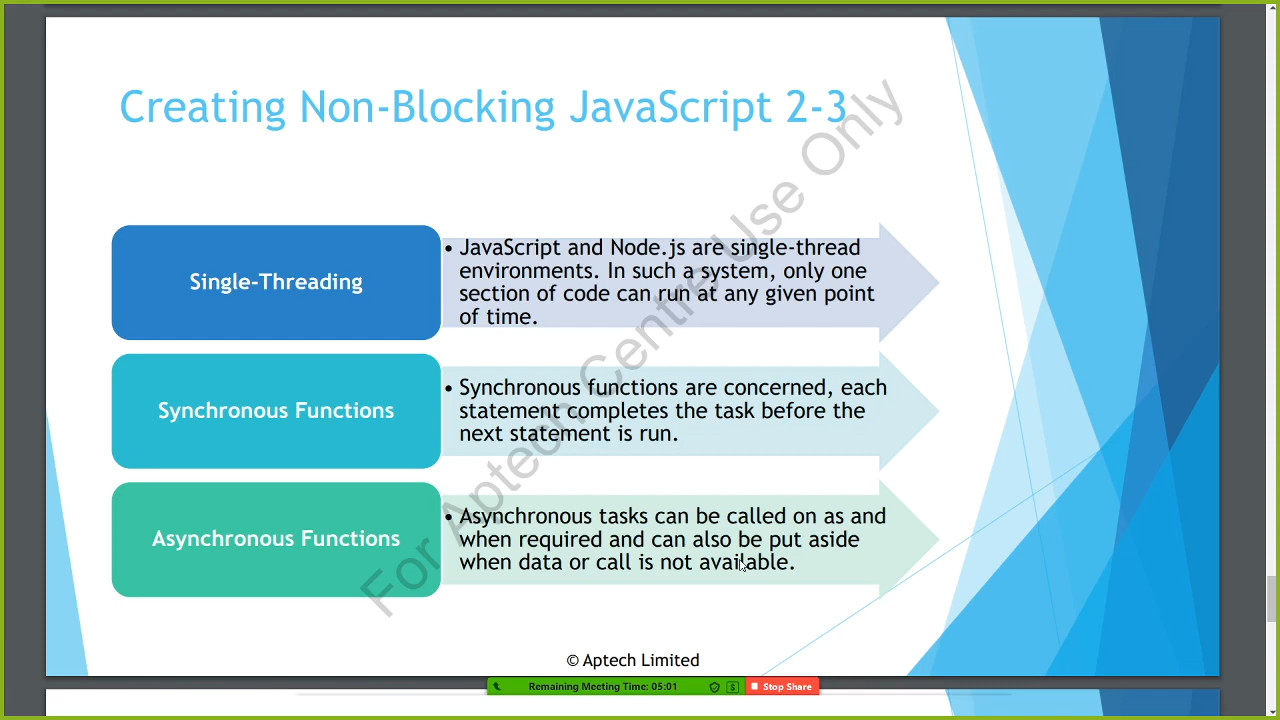 Creating Non-Blocking JavaScript 2-3
Single-Threading
• JavaScript and Node.js are single-thread
environments. In such a system, only one
section of code can run at any given point
of time.
Synchronous Functions
• Synchronous functions are concerned, each
statement completes the task before the
next statement is run.
Asynchronous Functions
• Asynchronous tasks can be called on as and
when required and can also be put aside
when data or call is not available.
For Aptech Centre Use Only
© Aptech Limited
Remaining Meeting Time: 05:01
Stop Share